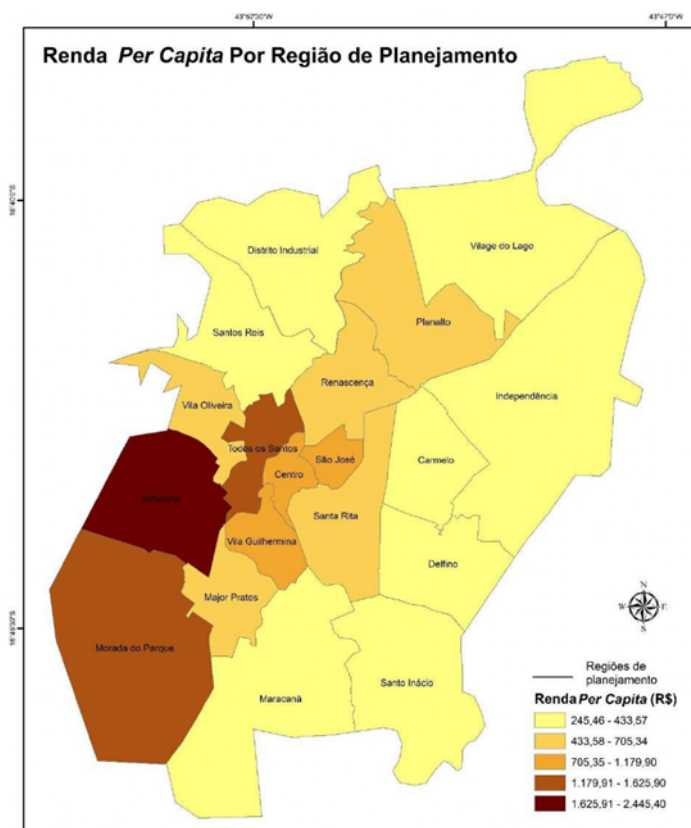 43°52'30"W
43°47'0"W
Renda Per Capita Por Região de Planejamento
Distrito Industrial
Vilage do Lago
Planalto
Santos Reis
Renascença
Independência
Vila Oliveira
Todos os Santos
São José
Carmelo
Centro
Santa Rita
Vila Guilhermina
Delfino
Major Prates
Morada do Parque
Santo Inácio
Maracanã
N
W
E
S
Regiões de
planejamento
Renda Per Capita (R$)
245,46 - 433,57
433,58 - 705,34
705,35 - 1.179,90
1.179,91 - 1.625,90
1.625,91 - 2.445,40